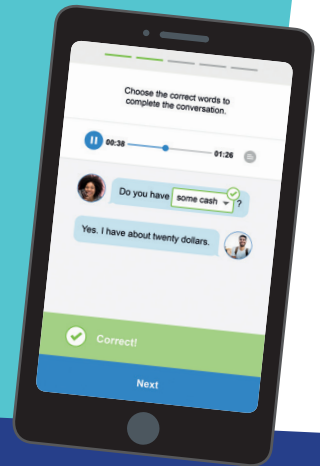 Choose the correct words to
complete the conversation.
00:38
01:26
Do you have some cash ?
Yes. I have about twenty dollars.
Correct!
Next